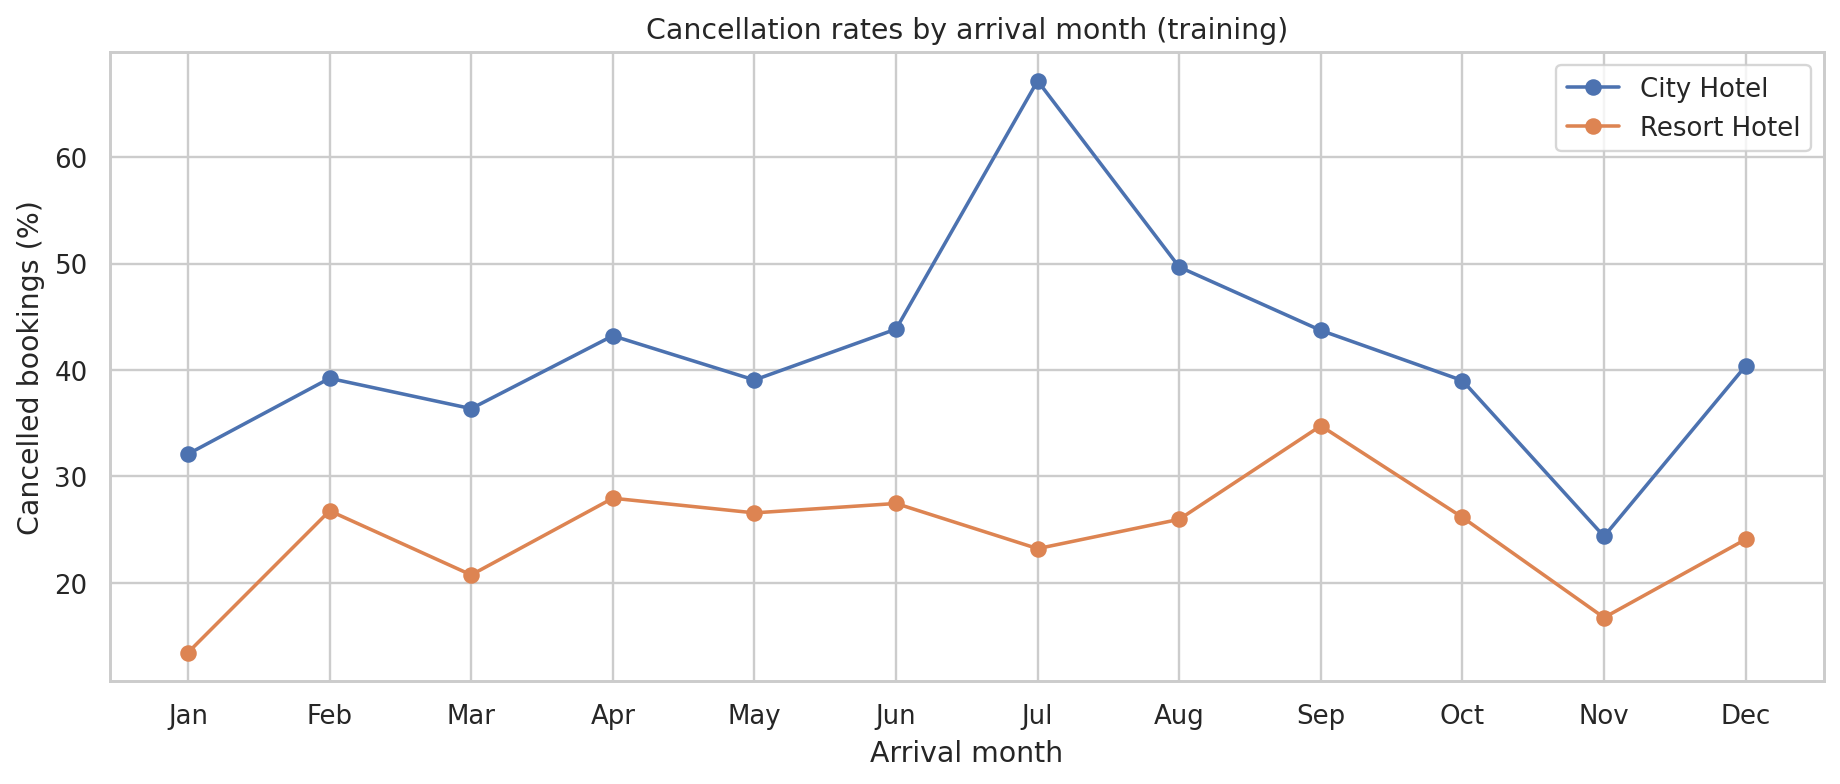 Cancellation rates by arrival month (training)
City Hotel
Resort Hotel
Cancelled bookings (%)
60
50
40
30
20
Jan Feb Mar Apr May Jun Jul Aug Sep Oct Nov Dec
Arrival month